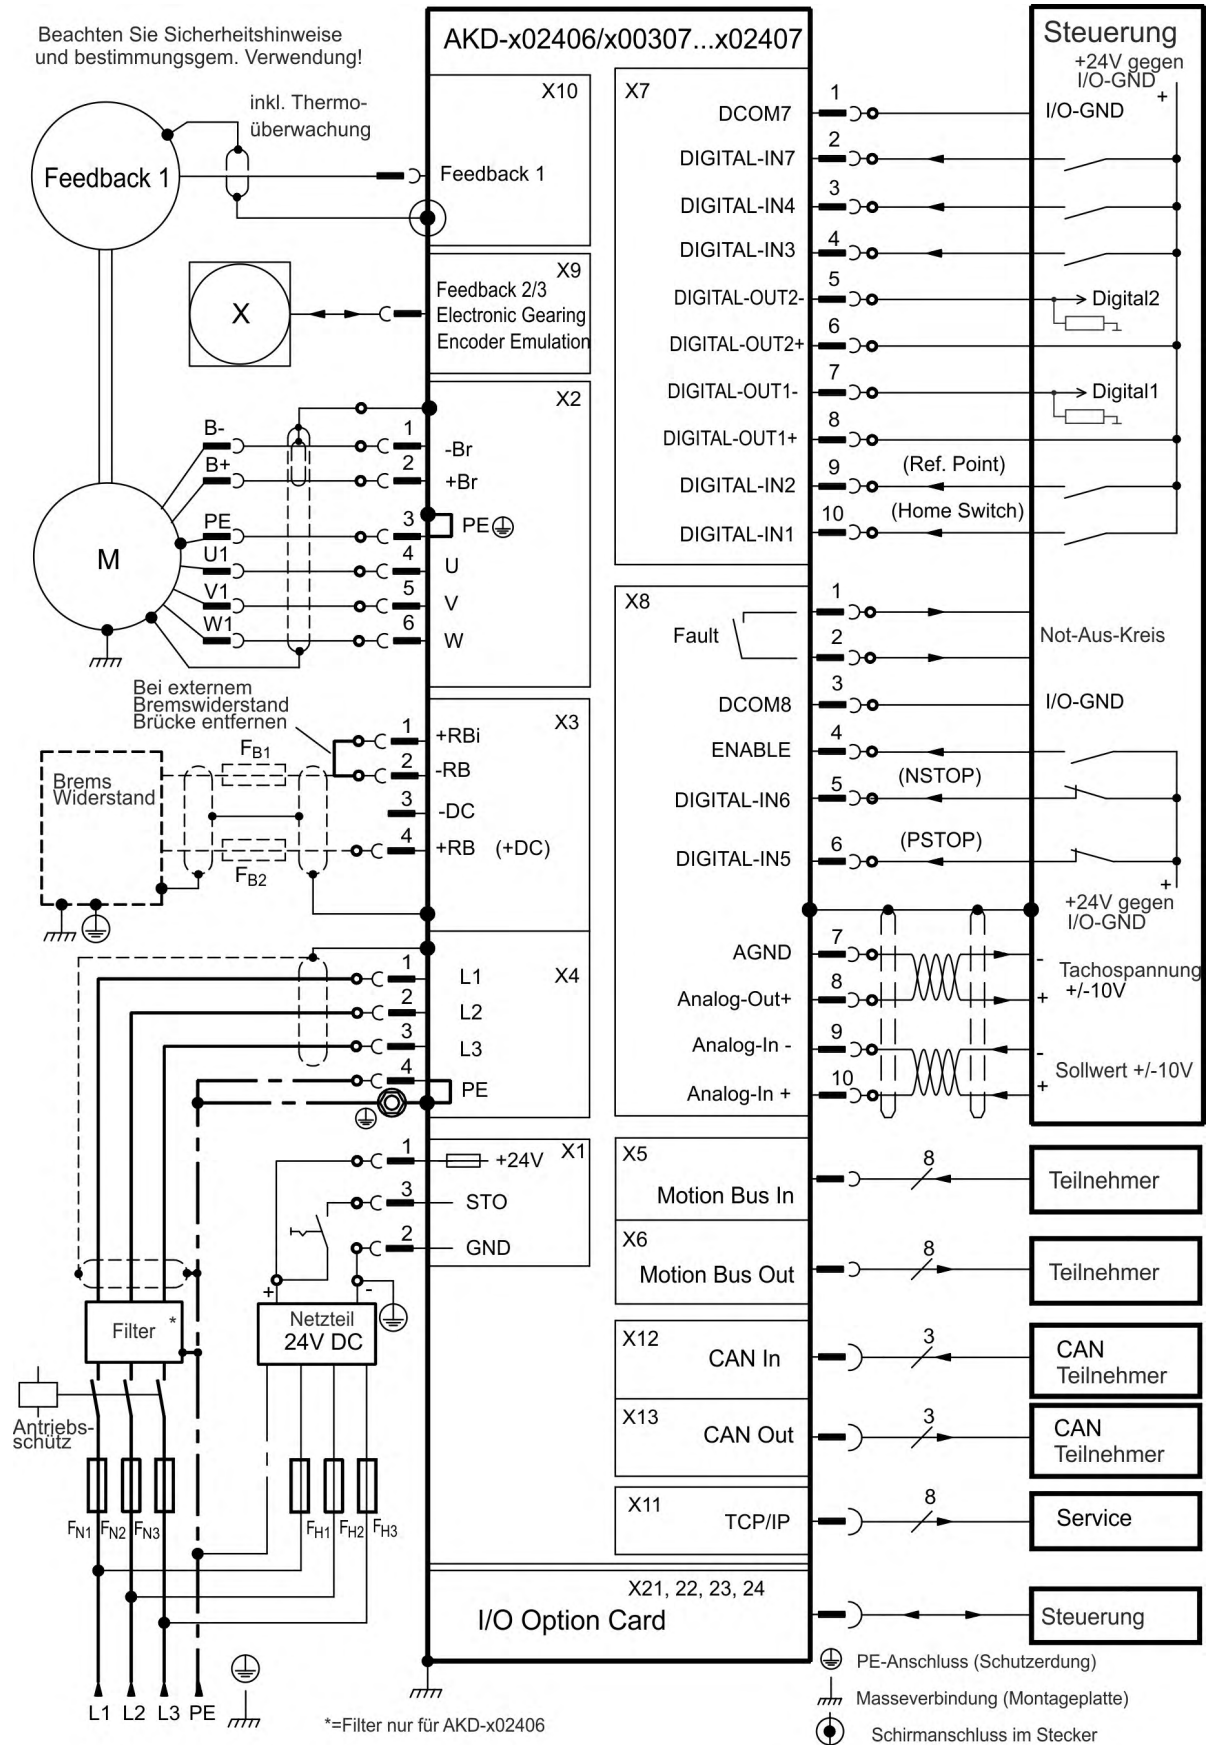 Beachten Sie Sicherheitshinweise
und bestimmungsgem. Verwendung!
AKD-x02406/x00307...x02407
Feedback 1
inkl. Thermo-
überwachung
X10
Feedback 1
X
X9
Feedback 2/3
Electronic Gearing
Encoder Emulation
X2
B-
1
-Br
B+
2
+Br
PE
3
PE
U1
4
U
V1
5
V
W1
6
W
M
Bei externem
Bremswiderstand
Brücke entfernen
X3
1
+RBi
FB1
2
-RB
Brems
Widerstand
3
-DC
4
+RB (+DC)
FB2
X4
1
L1
2
L2
3
L3
4
PE
X1
1
+24V
3
STO
2
GND
+
-
Filter *
Netzteil
24V DC
Antriebs-
schütz
FN1 FN2 FN3
FH1 FH2 FH3
L1 L2 L3 PE
*=Filter nur für AKD-x02406
X7
DCOM7
1
DIGITAL-IN7
2
DIGITAL-IN4
3
DIGITAL-IN3
4
DIGITAL-OUT2-
5
DIGITAL-OUT2+
6
DIGITAL-OUT1-
7
DIGITAL-OUT1+
8
DIGITAL-IN2
9
(Ref. Point)
DIGITAL-IN1
10
(Home Switch)
X8
Fault
1
2
DCOM8
3
ENABLE
4
DIGITAL-IN6
5
(NSTOP)
DIGITAL-IN5
6
(PSTOP)
AGND
7
Analog-Out+
8
Analog-In -
9
Analog-In +
10
Steuerung
+24V gegen
I/O-GND
+
I/O-GND
Digital2
Digital1
Not-Aus-Kreis
I/O-GND
+
+24V gegen
I/O-GND
-
Tachospannung
+/-10V
+
-
Sollwert +/-10V
+
X5
Motion Bus In
8
Teilnehmer
X6
Motion Bus Out
8
Teilnehmer
X12
CAN In
3
CAN
Teilnehmer
X13
CAN Out
3
CAN
Teilnehmer
X11
TCP/IP
8
Service
X21, 22, 23, 24
I/O Option Card
Steuerung
PE-Anschluss (Schutzerdung)
Masseverbindung (Montageplatte)
Schirmanschluss im Stecker